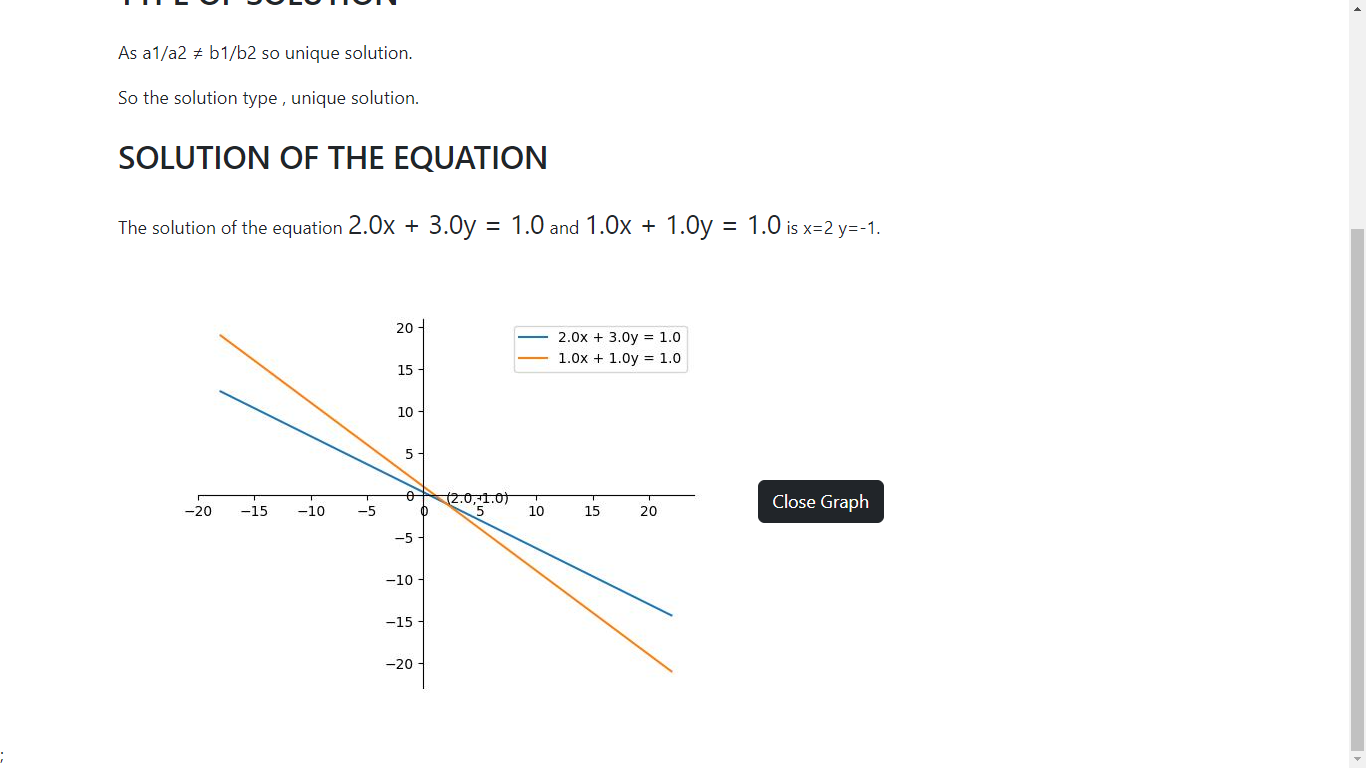 TYPE OF SOLUTION
As a1/a2 ≠ b1/b2 so unique solution.
So the solution type , unique solution.
SOLUTION OF THE EQUATION
The solution of the equation 2.0x + 3.0y = 1.0 and 1.0x + 1.0y = 1.0 is x=2 y=-1.
2.0x + 3.0y = 1.0
1.0x + 1.0y = 1.0
20
15
10
5
0
(2.0,-1.0)
−20 −15 −10 −5 0 5 10 15 20
−5
−10
−15
−20
Close Graph
;